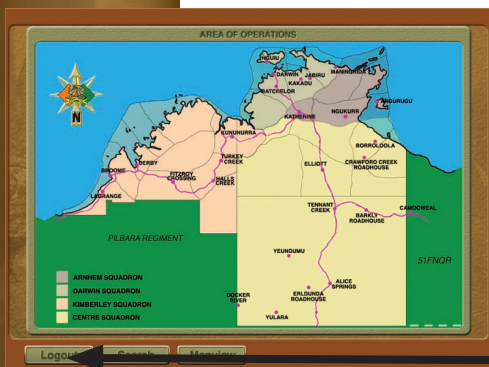 AREA OF OPERATIONS
NGUIU
DARWIN
JABIRU
MANINGRIDA
KAKADU
BATCHELOR
ANGURUGU
KATHERINE
NGUKURR
KUNUNURRA
BORROLOOLA
DERBY
TURKEY
CREEK
ELLIOTT
CRAWFORD CREEK
ROADHOUSE
BROOME
FITZROY
CROSSING
HALLS
CREEK
LAGRANGE
TENNANT
CREEK
CAMOOWEAL
BARKLY
ROADHOUSE
PILBARA REGIMENT
YEUNDUMU
51FNQR
ARNHEM SQUADRON
DARWIN SQUADRON
KIMBERLEY SQUADRON
CENTRE SQUADRON
DOCKER
RIVER
ERLDUNDA
ROADHOUSE
ALICE
SPRINGS
YULARA
N
Logout
Search
Mapview